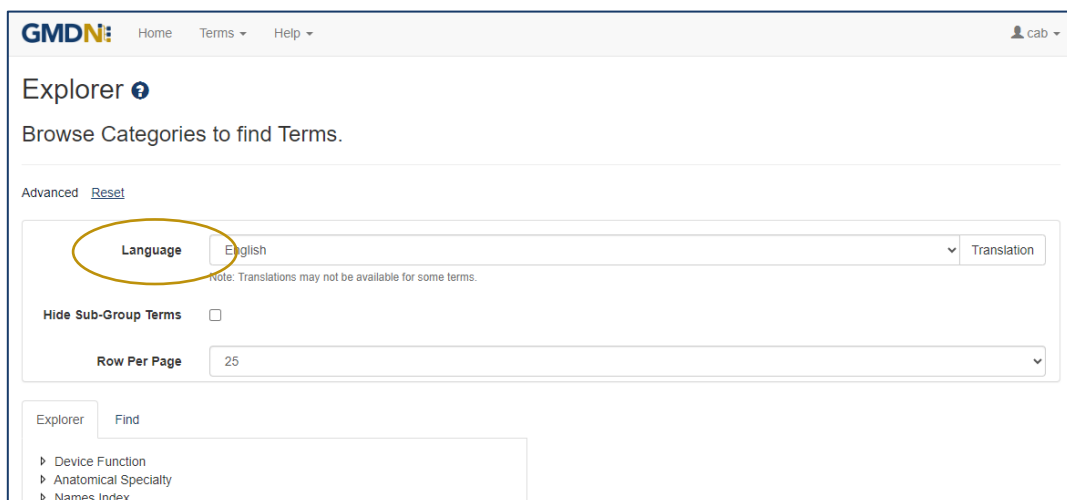 GMDN Home Terms Help cab
Explorer ?
Browse Categories to find Terms.
Advanced Reset
Language English Translation
Note: Translations may not be available for some terms.
Hide Sub-Group Terms
Row Per Page 25
Explorer Find
Device Function
Anatomical Specialty
Names Index